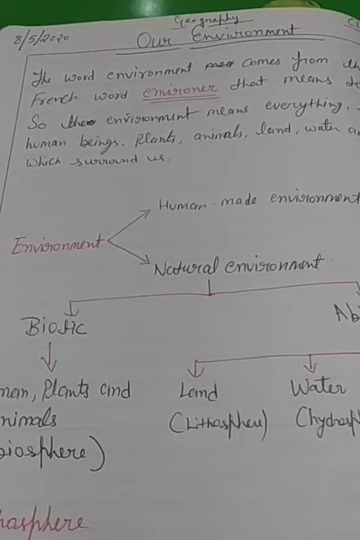 Geography
8/5/2020
Our Environment
The word environment comes from
French word environer that means
So the environment means everything,
human beings, plants, animals, land, water
which surround us.
Human-made environment
Environment
Natural environment
Biotic
Plants and
Land
Water
(Lithosphere)